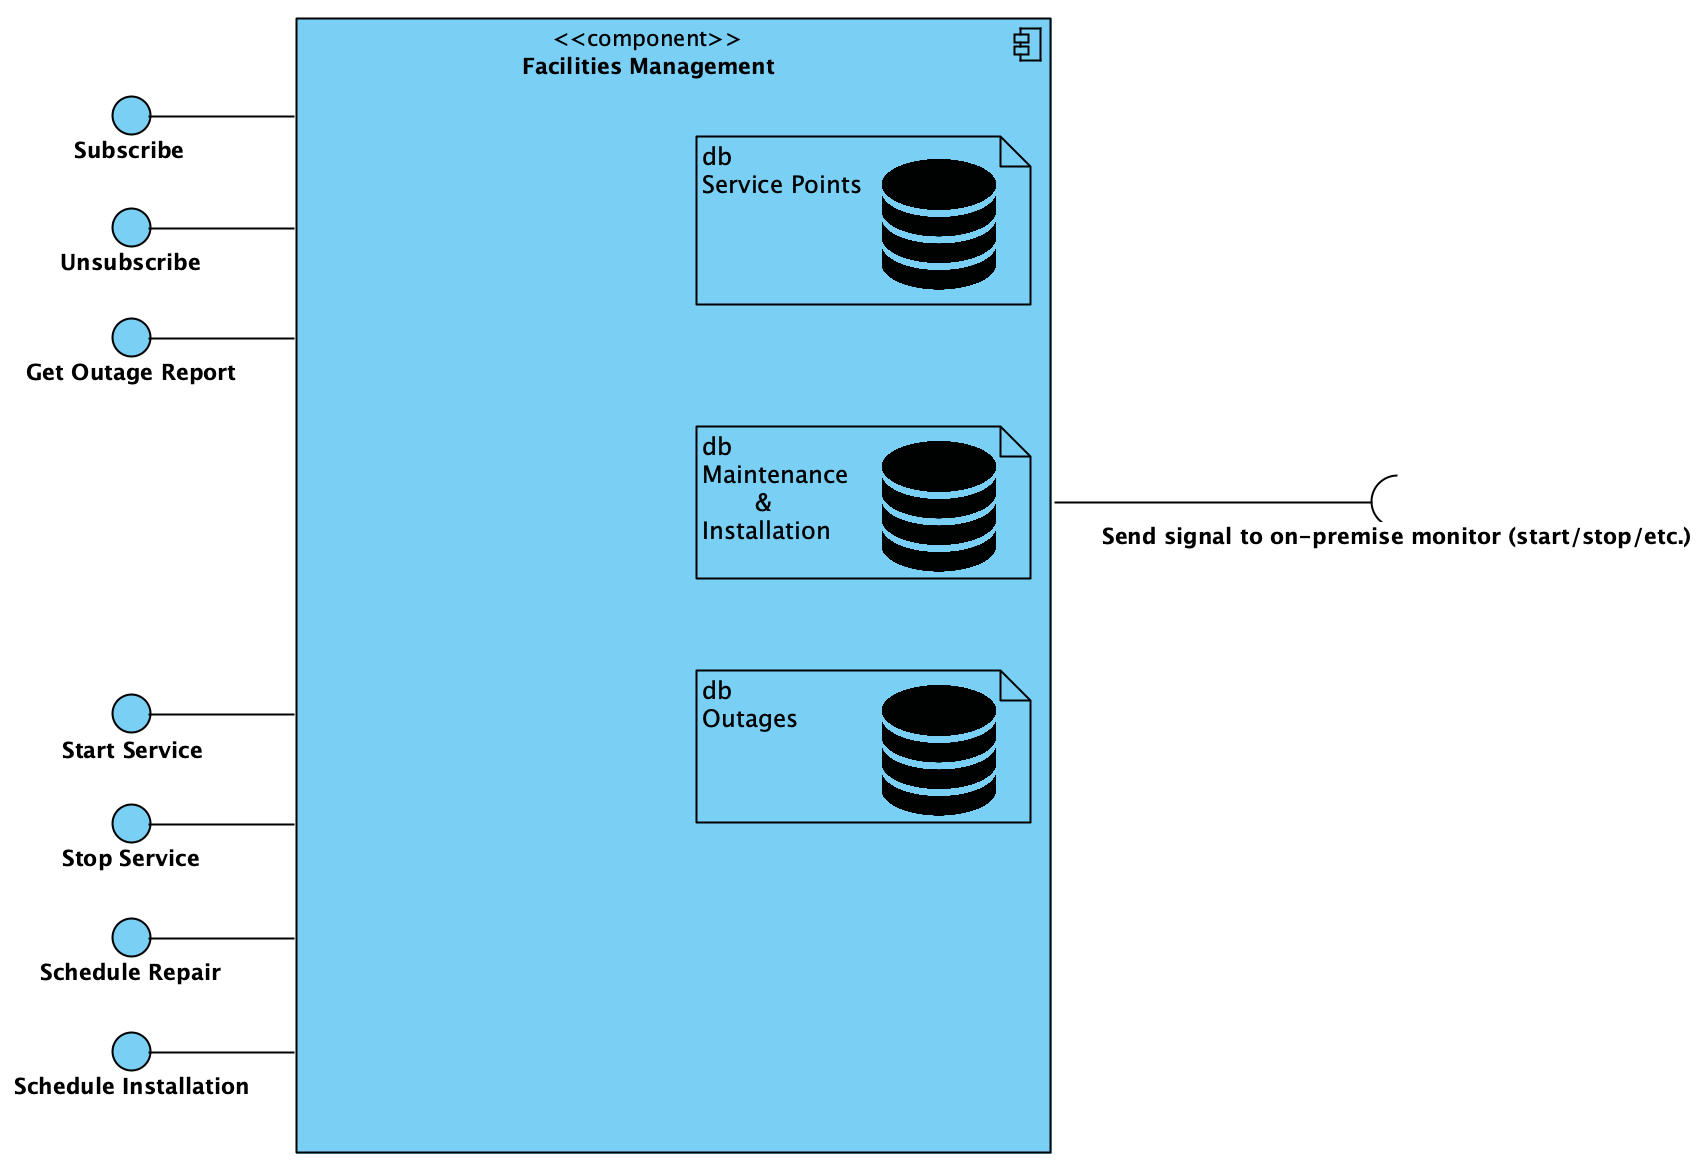 <<component>>
Facilities Management
Subscribe
Unsubscribe
Get Outage Report
Start Service
Stop Service
Schedule Repair
Schedule Installation
db
Service Points
db
Maintenance
&
Installation
db
Outages
Send signal to on-premise monitor (start/stop/etc.)